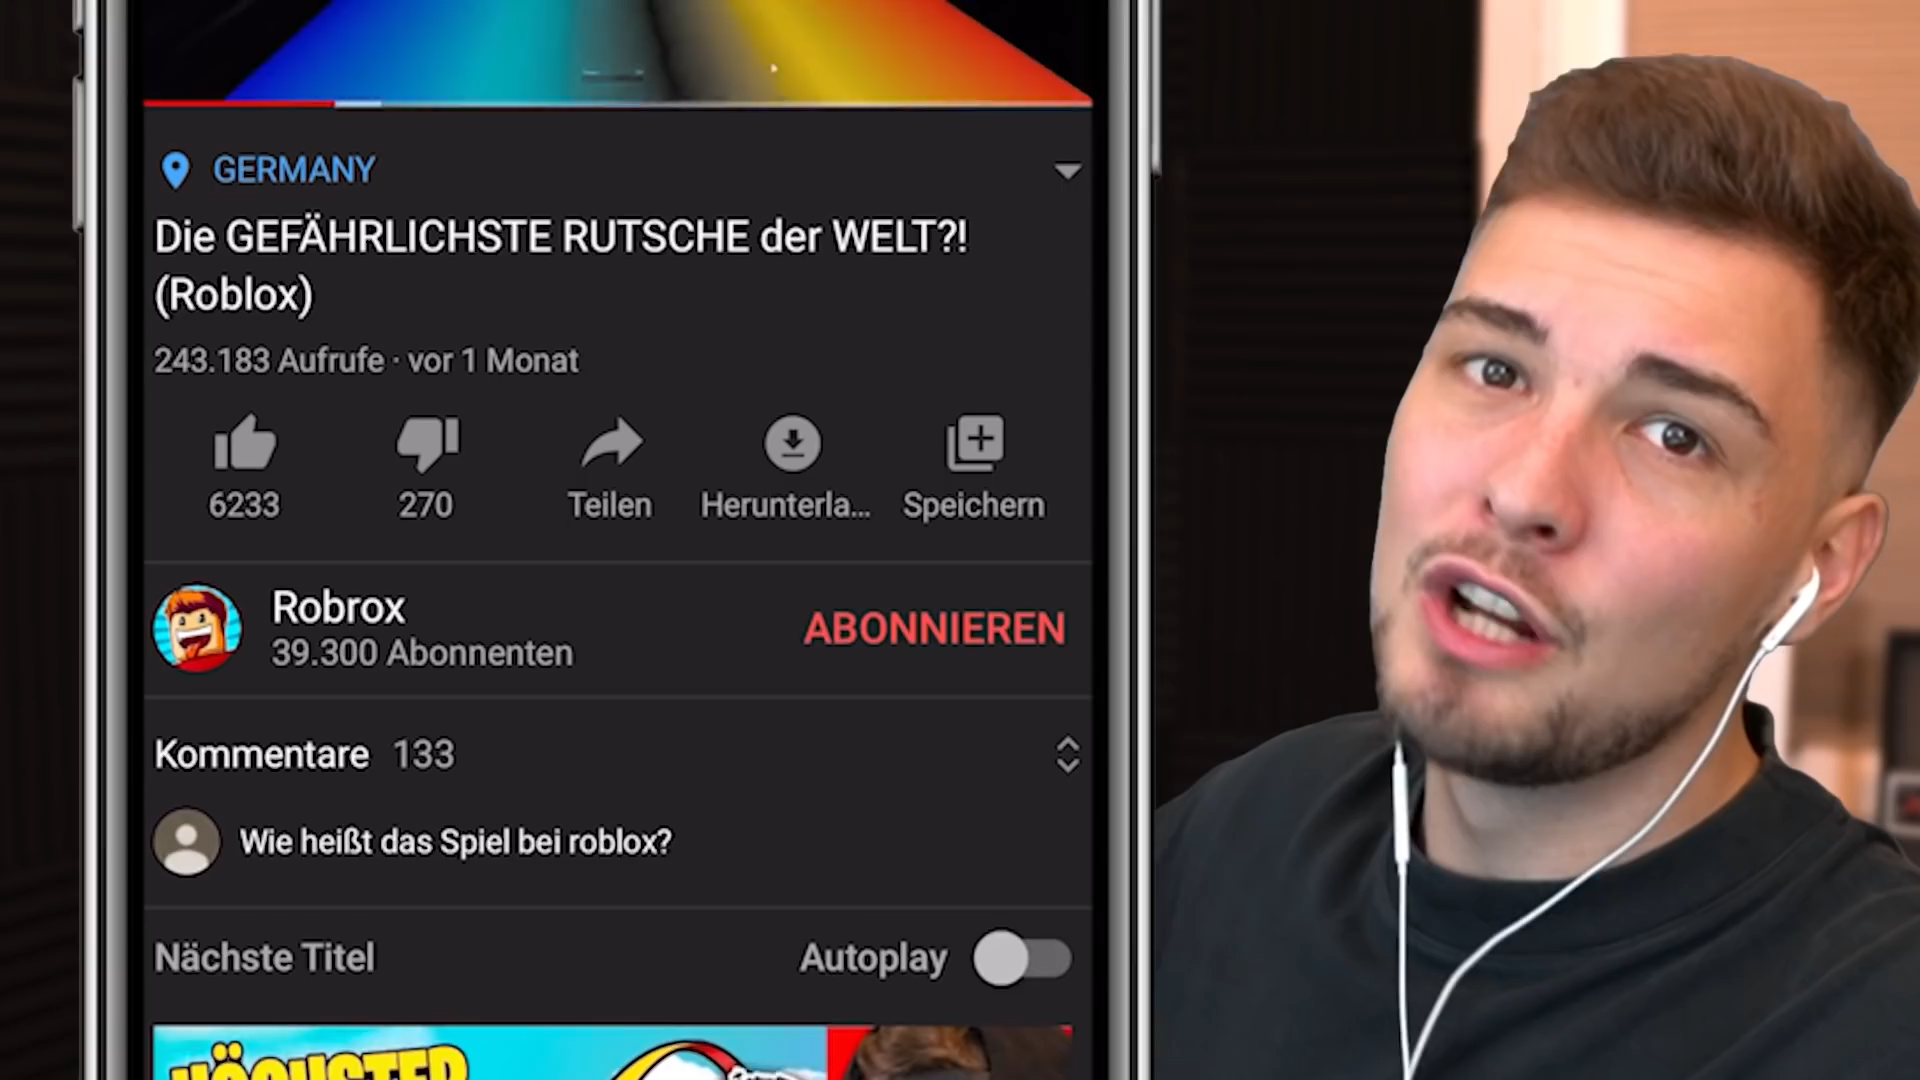 GERMANY
Die GEFÄHRLICHSTE RUTSCHE der WELT?!
(Roblox)
243.183 Aufrufe · vor 1 Monat
6233
270
Teilen
Herunterla...
Speichern
Robrox
39.300 Abonnenten
ABONNIEREN
Kommentare 133
Wie heißt das Spiel bei roblox?
Nächste Titel
Autoplay
HÖCHSTER